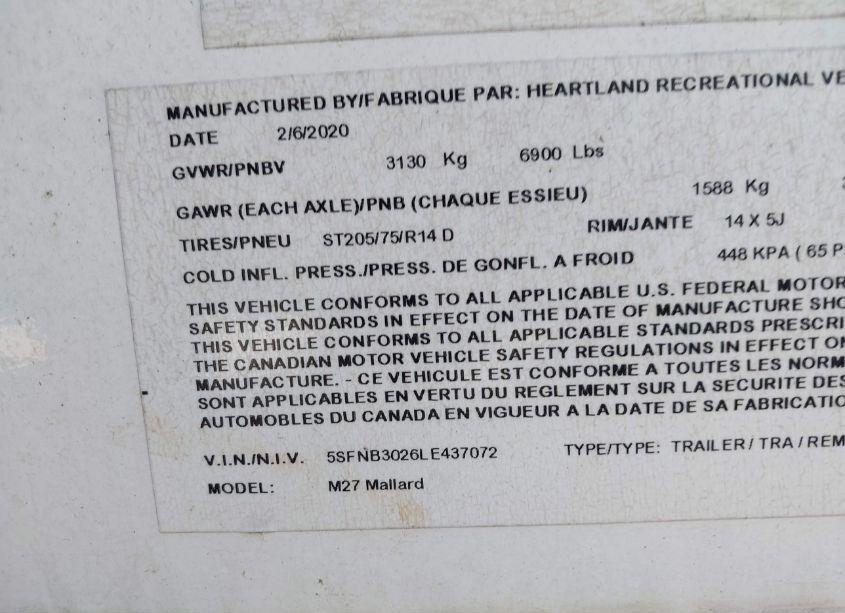 MANUFACTURED BY/FABRIQUE PAR: HEARTLAND RECREATIONAL VE
DATE 2/6/2020
GVWR/PNBV 3130 Kg 6900 Lbs
GAWR (EACH AXLE)/PNB (CHAQUE ESSIEU) 1588 Kg
TIRES/PNEU ST205/75/R14 D RIM/JANTE 14 X 5J
COLD INFL. PRESS./PRESS. DE GONFL. A FROID 448 KPA ( 65 P
THIS VEHICLE CONFORMS TO ALL APPLICABLE U.S. FEDERAL MOTOR
SAFETY STANDARDS IN EFFECT ON THE DATE OF MANUFACTURE SHO
THIS VEHICLE CONFORMS TO ALL APPLICABLE STANDARDS PRESCRI
THE CANADIAN MOTOR VEHICLE SAFETY REGULATIONS IN EFFECT ON
MANUFACTURE. - CE VEHICULE EST CONFORME A TOUTES LES NORM
SONT APPLICABLES EN VERTU DU REGLEMENT SUR LA SECURITE DES
AUTOMOBILES DU CANADA EN VIGUEUR A LA DATE DE SA FABRICATIO
V.I.N./N.I.V. 5SFNB3026LE437072 TYPE/TYPE: TRAILER / TRA / REM
MODEL: M27 Mallard